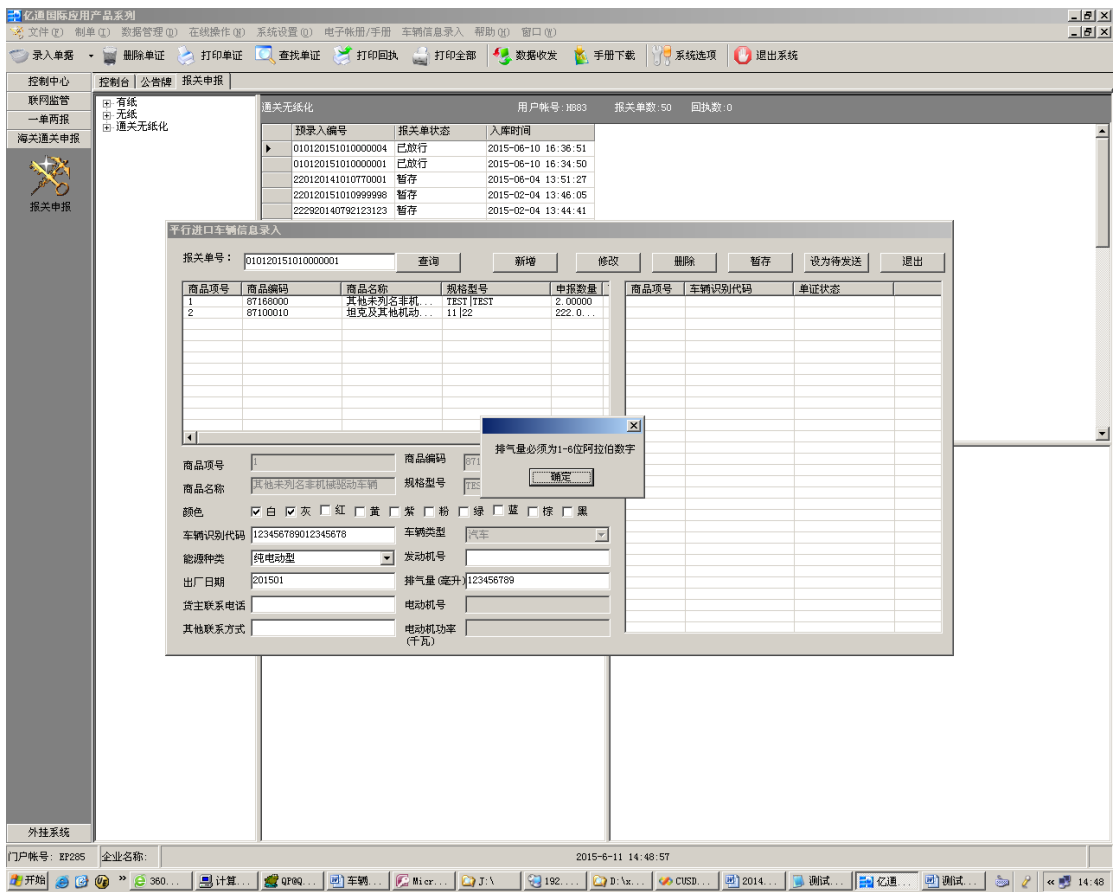 亿通国际应用产品系列
文件(F) 制单(I) 数据管理(D) 在线操作(W) 系统设置(O) 电子帐册/手册 车辆信息录入 帮助(H) 窗口(Y)
录入单据 删除单证 打印单证 查找单证 打印回执 打印全部 数据收发 手册下载 系统选项 退出系统
控制中心 控制台 公告牌 报关申报
联网监管
一单两报
海关通关申报
报关申报
有纸
无纸
通关无纸化
通关无纸化 用户帐号:HB83 报关单数:50 回执数:0
预录入编号 报关单状态 入库时间
010120151010000004 已放行 2015-06-10 16:36:51
010120151010000001 已放行 2015-06-10 16:34:50
220120141010770001 暂存 2015-06-04 13:51:27
220120151010999998 暂存 2015-02-04 13:46:05
222920140792123123 暂存 2015-02-04 13:44:41
平行进口车辆信息录入
报关单号: 010120151010000001 查询 新增 修改 删除 暂存 设为待发送 退出
商品项号 商品编码 商品名称 规格型号 申报数量
1 87168000 其他未列名非机... TEST|TEST 2.00000
2 87100010 坦克及其他机动... 11|22 222.0...
商品项号 车辆识别代码 单证状态
排气量必须为1-6位阿拉伯数字
确定
商品项号 1 商品编码 871
商品名称 其他未列名非机械驱动车辆 规格型号 TES
颜色 白 灰 红 黄 紫 粉 绿 蓝 棕 黑
车辆识别代码 123456789012345678 车辆类型 汽车
能源种类 纯电动型 发动机号
出厂日期 201501 排气量(毫升) 123456789
货主联系电话 电动机号
其他联系方式 电动机功率
(千瓦)
外挂系统
门户帐号: EP285 企业名称: 2015-6-11 14:48:57
开始 360... 计算... QP@Q... 车辆... Micr... J:\ 192.... D:\x... CUSD... 2014... 测试... 亿通... 测试... 14:48